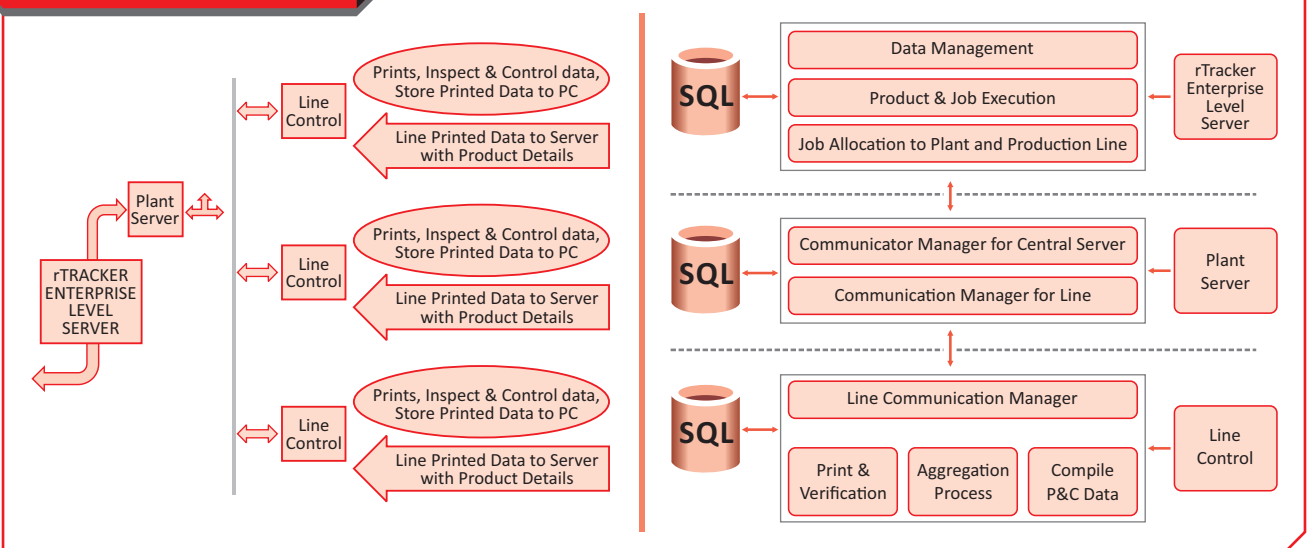 rTRACKER
ENTERPRISE
LEVEL
SERVER
Plant
Server
Line
Control
Prints, Inspect & Control data,
Store Printed Data to PC
Line Printed Data to Server
with Product Details
Line
Control
Prints, Inspect & Control data,
Store Printed Data to PC
Line Printed Data to Server
with Product Details
Line
Control
Prints, Inspect & Control data,
Store Printed Data to PC
Line Printed Data to Server
with Product Details
SQL
Data Management
Product & Job Execution
Job Allocation to Plant and Production Line
rTracker
Enterprise
Level
Server
SQL
Communicator Manager for Central Server
Communication Manager for Line
Plant
Server
SQL
Line Communication Manager
Print &
Verification
Aggregation
Process
Compile
P&C Data
Line
Control